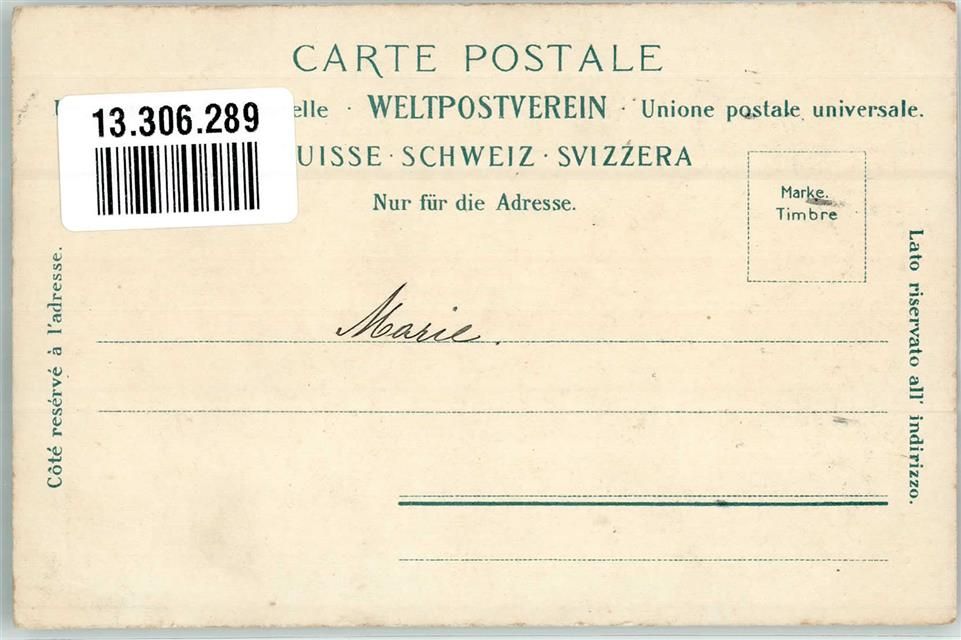 CARTE POSTALE
elle · WELTPOSTVEREIN · Unione postale universale.
13.306.289
UISSE · SCHWEIZ · SVIZZERA
Nur für die Adresse.
Marke.
Timbre
Côté resérvé à l'adresse.
Lato riservato all' indirizzo.
Marie.